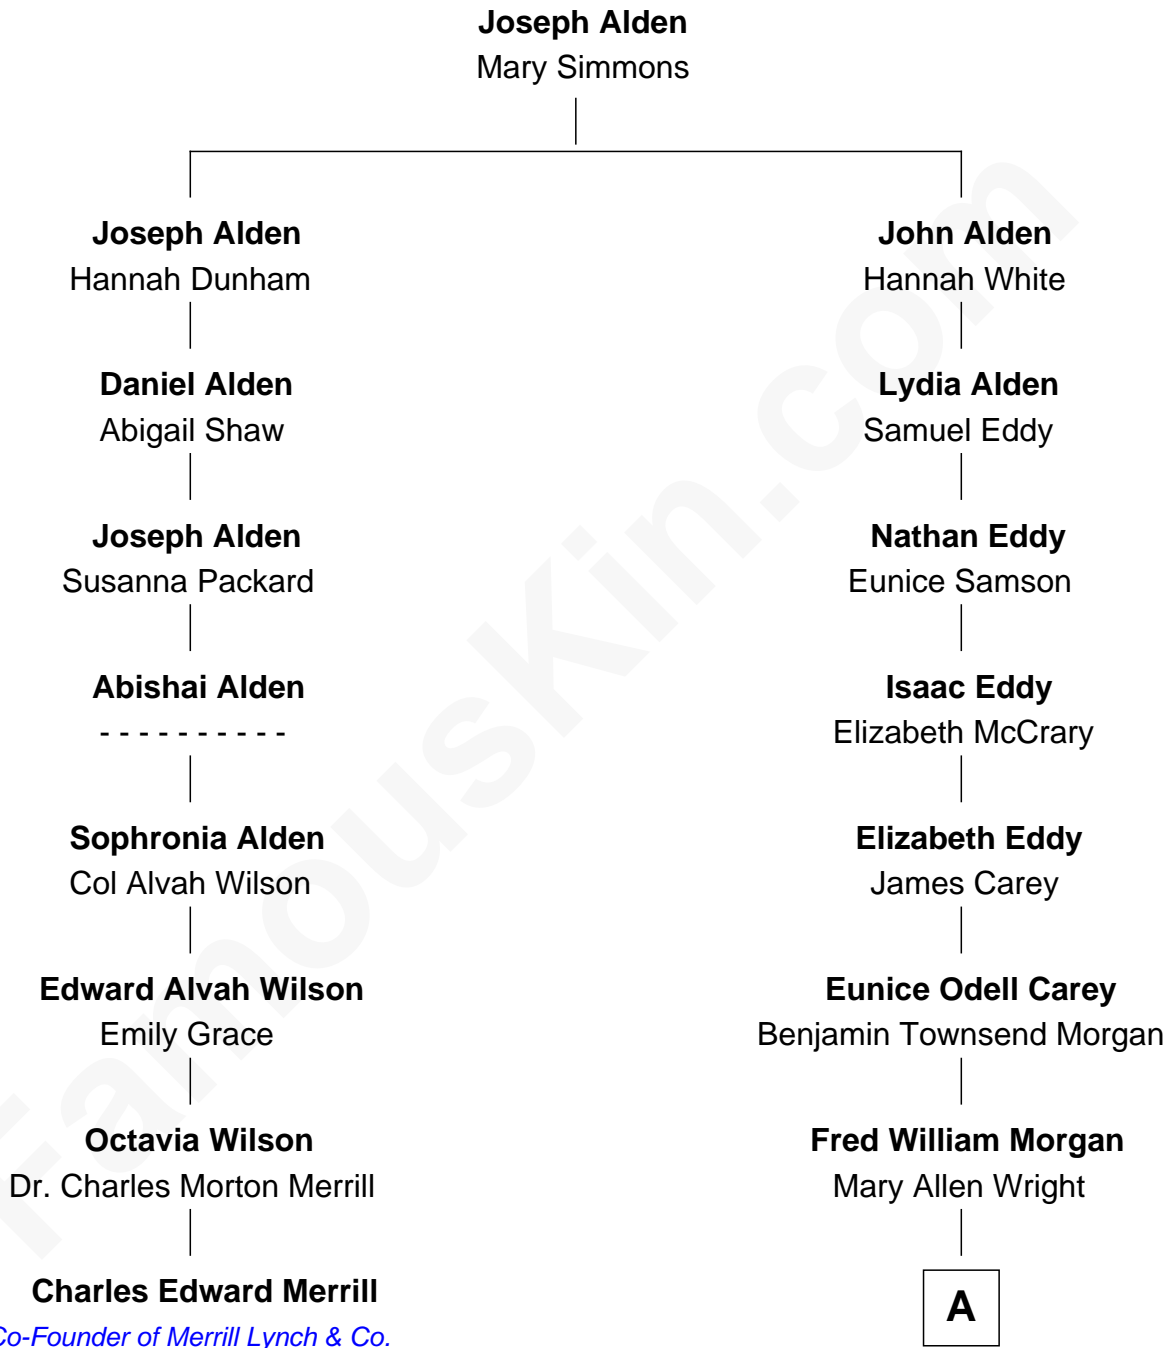 Joseph Alden
Mary Simmons
Joseph Alden
Hannah Dunham
John Alden
Hannah White
Daniel Alden
Abigail Shaw
Lydia Alden
Samuel Eddy
Joseph Alden
Susanna Packard
Nathan Eddy
Eunice Samson
Abishai Alden
- - - - - - - - - -
Isaac Eddy
Elizabeth McCrary
Sophronia Alden
Col Alvah Wilson
Elizabeth Eddy
James Carey
Edward Alvah Wilson
Emily Grace
Eunice Odell Carey
Benjamin Townsend Morgan
Octavia Wilson
Dr. Charles Morton Merrill
Fred William Morgan
Mary Allen Wright
Charles Edward Merrill
Co-Founder of Merrill Lynch & Co.
A
FamousKin.com